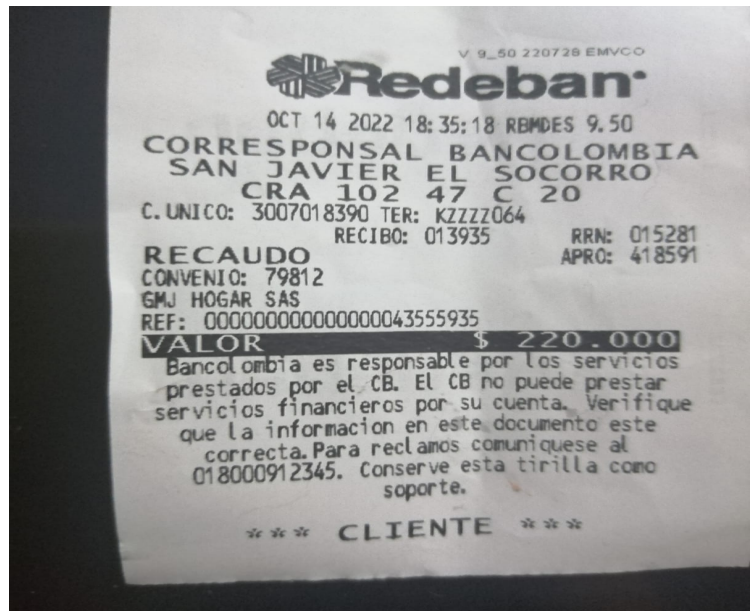 V 9_50 220728 EMVCO
Redeban
OCT 14 2022 18:35:18 RBMDES 9.50
CORRESPONSAL BANCOLOMBIA
SAN JAVIER EL SOCORRO
CRA 102 47 C 20
C.UNICO: 3007018390 TER: KZZZZ064
RECIBO: 013935 RRN: 015281
RECAUDO APRO: 418591
CONVENIO: 79812
GMJ HOGAR SAS
REF: 000000000000000043555935
VALOR $ 220.000
Bancolombia es responsable por los servicios
prestados por el CB. El CB no puede prestar
servicios financieros por su cuenta. Verifique
que la informacion en este documento este
correcta.Para reclamos comuniquese al
018000912345. Conserve esta tirilla como
soporte.
*** CLIENTE ***